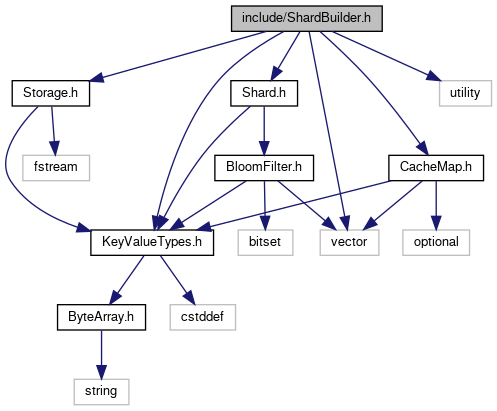 include/ShardBuilder.h
Storage.h
Shard.h
utility
fstream
BloomFilter.h
CacheMap.h
KeyValueTypes.h
bitset
vector
optional
ByteArray.h
cstddef
string